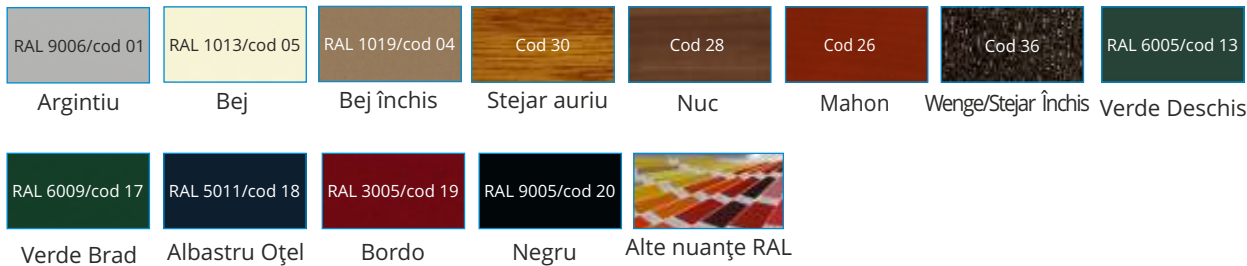 RAL 9006/cod 01
RAL 1013/cod 05
RAL 1019/cod 04
Cod 30
Cod 28
Cod 26
Cod 36
RAL 6005/cod 13
Argintiu
Bej
Bej închis
Stejar auriu
Nuc
Mahon
Wenge/Stejar Închis
Verde Deschis
RAL 6009/cod 17
RAL 5011/cod 18
RAL 3005/cod 19
RAL 9005/cod 20
Verde Brad
Albastru Oţel
Bordo
Negru
Alte nuanţe RAL